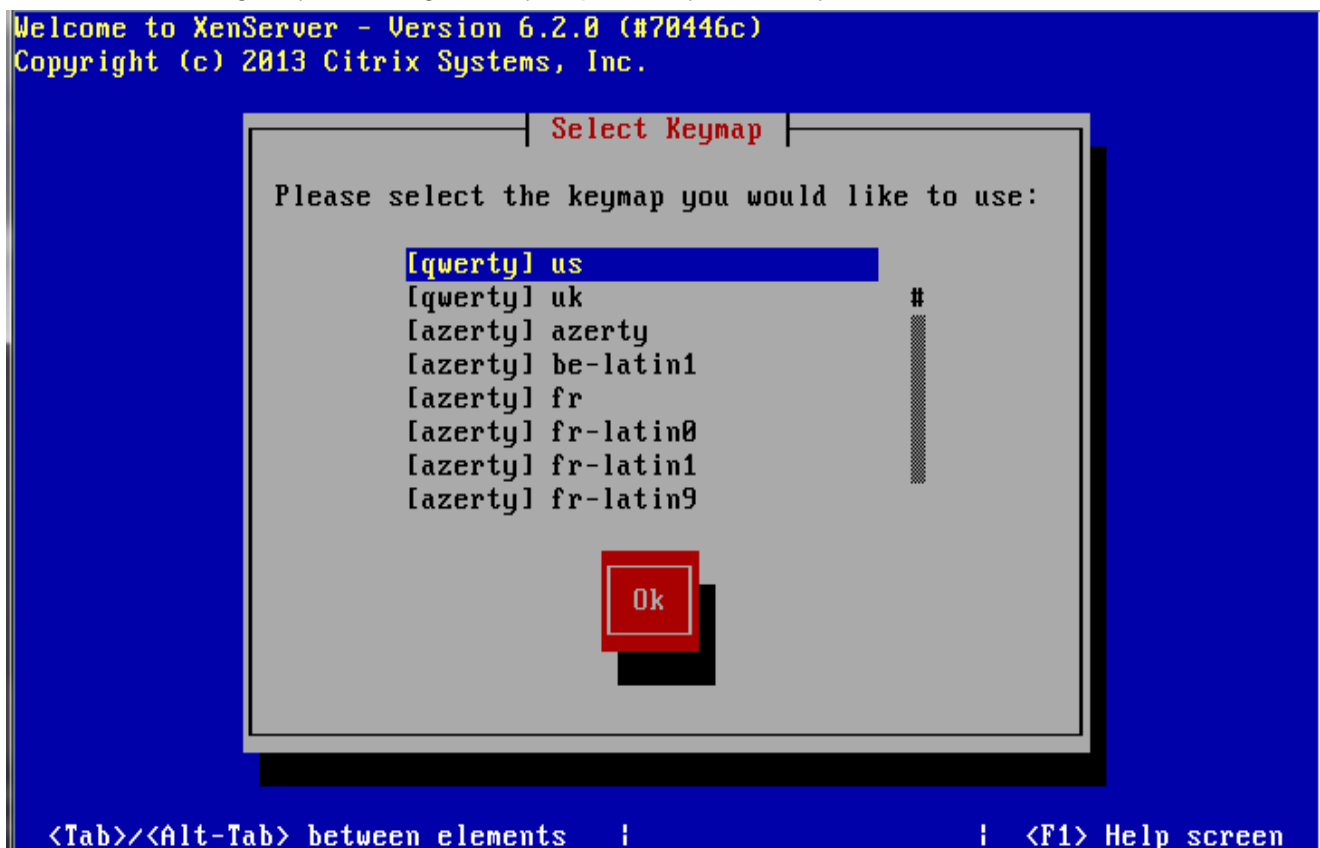 Welcome to XenServer - Version 6.2.0 (#70446c)
Copyright (c) 2013 Citrix Systems, Inc.
Select Keymap
Please select the keymap you would like to use:
[qwerty] us
[qwerty] uk #
[azerty] azerty
[azerty] be-latin1
[azerty] fr
[azerty] fr-latin0
[azerty] fr-latin1
[azerty] fr-latin9
Ok
<Tab>/<Alt-Tab> between elements | | <F1> Help screen